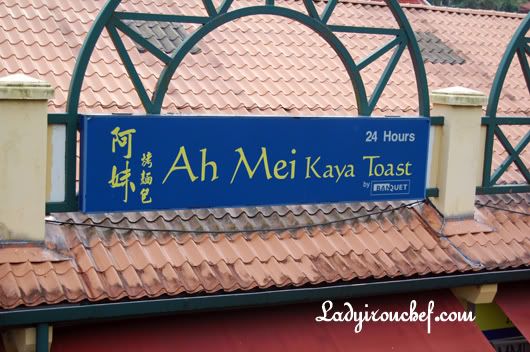 阿妹
烤麵包
Ah Mei Kaya Toast
24 Hours
by BANQUET
Ladyironchef.com